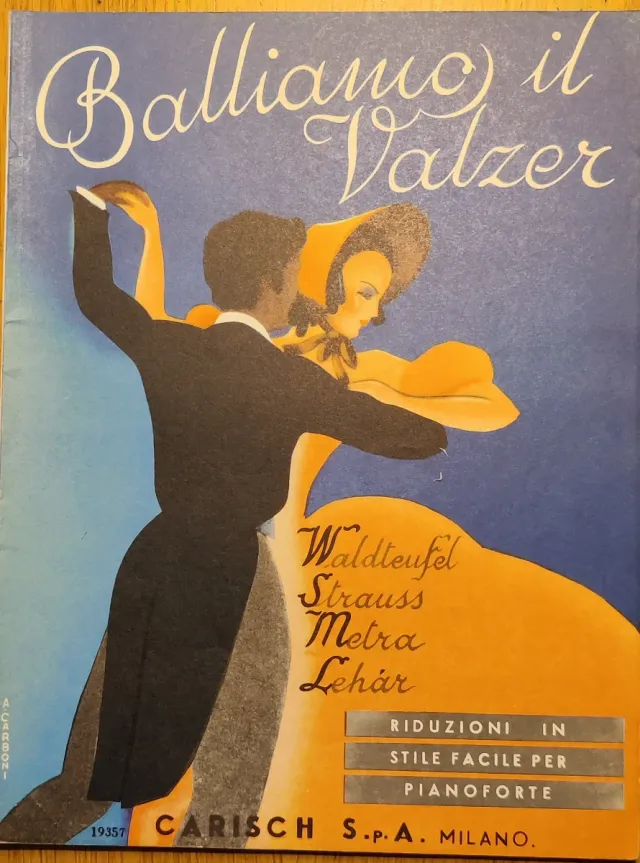 Balliamo il
Valzer
Waldteufel
Strauss
Metra
Lehár
RIDUZIONI IN
STILE FACILE PER
PIANOFORTE
A. CARBONI
19357 CARISCH S.p.A. MILANO.